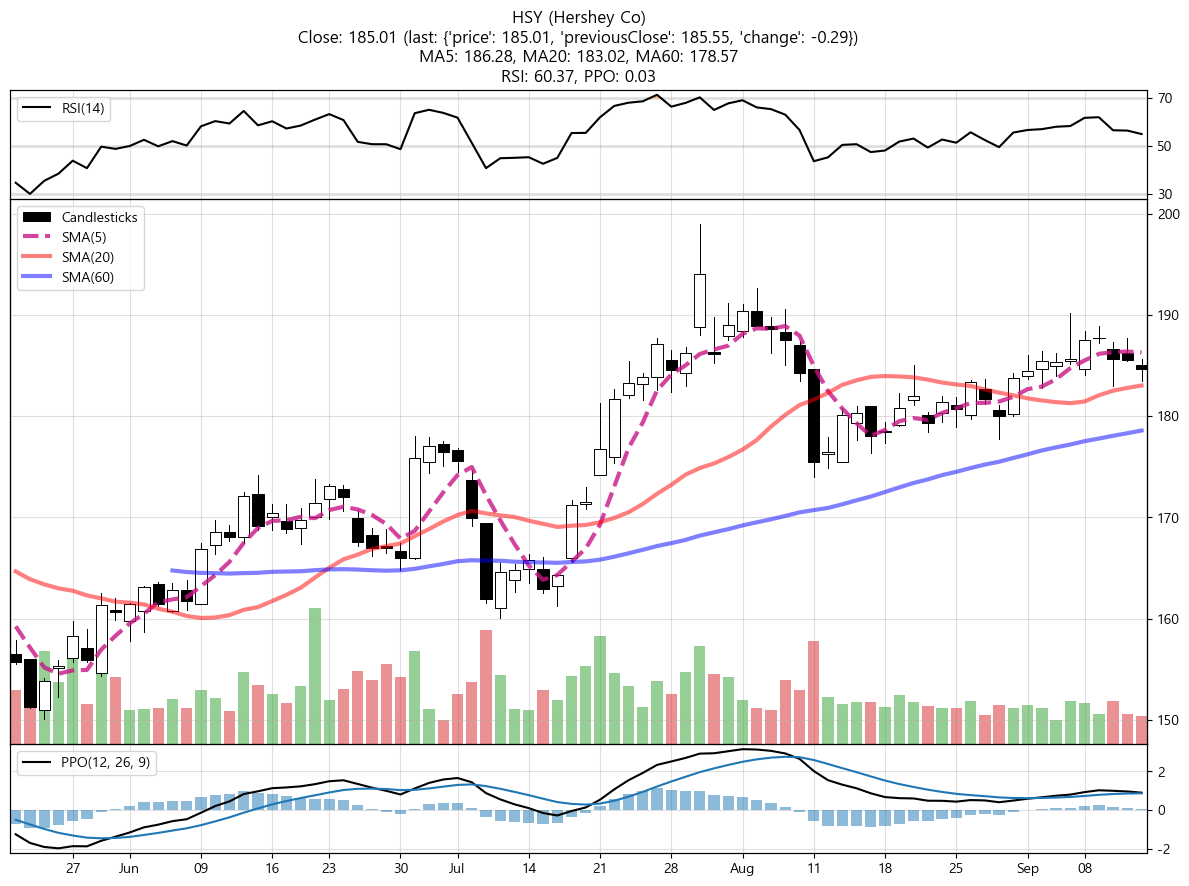 HSY (Hershey Co)
Close: 185.01 (last: {'price': 185.01, 'previousClose': 185.55, 'change': -0.29})
MA5: 186.28, MA20: 183.02, MA60: 178.57
RSI: 60.37, PPO: 0.03
RSI(14)
70
50
30
Candlesticks
SMA(5)
SMA(20)
SMA(60)
200
190
180
170
160
150
PPO(12, 26, 9)
2
0
-2
27 Jun 09 16 23 30 Jul 14 21 28 Aug 11 18 25 Sep 08